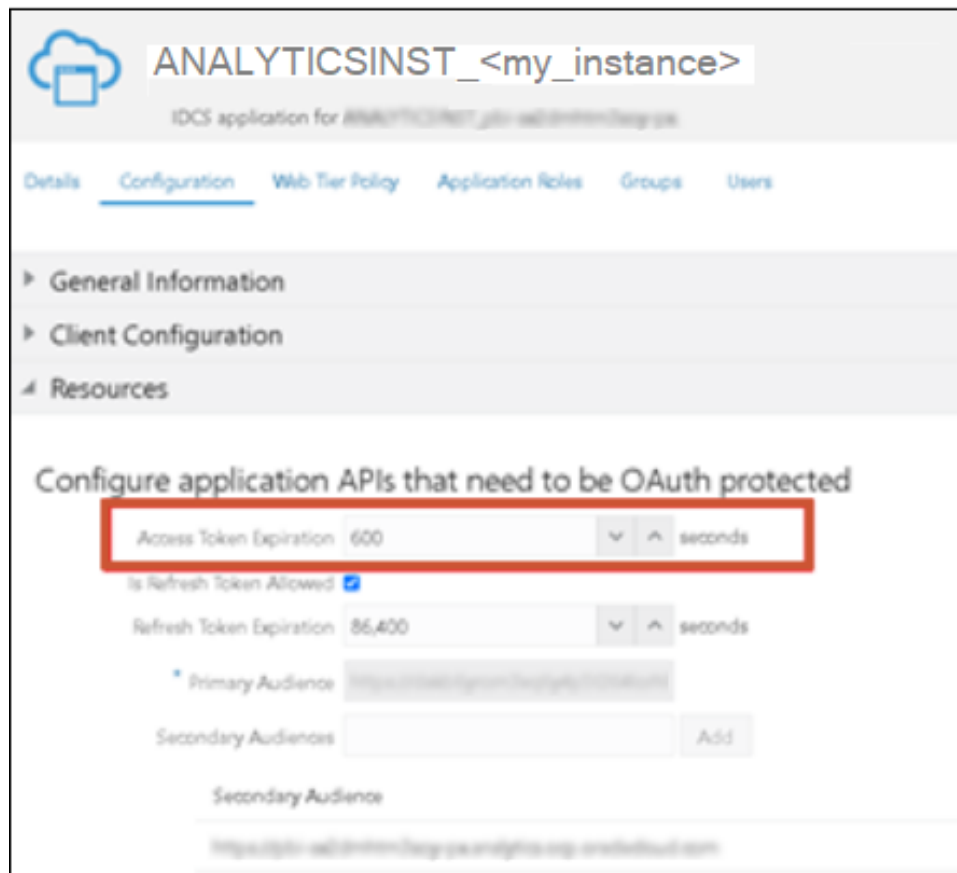 ANALYTICSINST_<my_instance>
IDCS application for
Details Configuration Web Tier Policy Application Roles Groups Users
General Information
Client Configuration
Resources
Configure application APIs that need to be OAuth protected
Access Token Expiration 600 seconds
Is Refresh Token Allowed
Refresh Token Expiration 86,400 seconds
* Primary Audience
Secondary Audiences Add
Secondary Audience